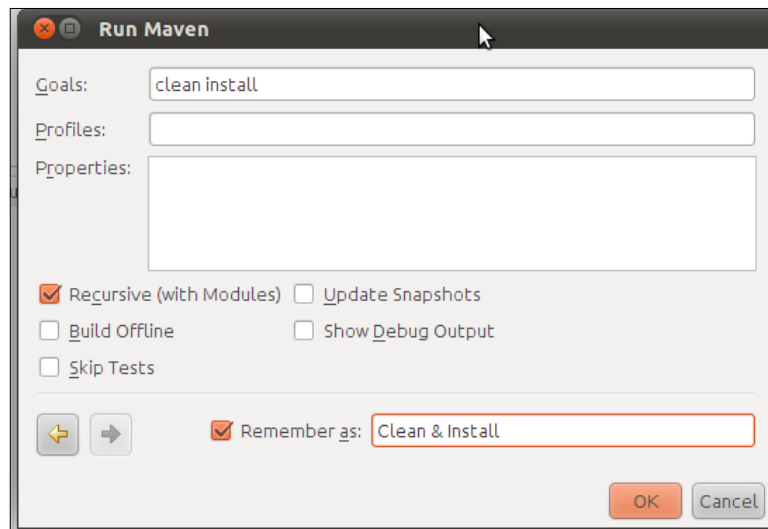 Run Maven
Goals: clean install
Profiles:
Properties:
Recursive (with Modules) Update Snapshots
Build Offline Show Debug Output
Skip Tests
Remember as: Clean & Install
OK Cancel